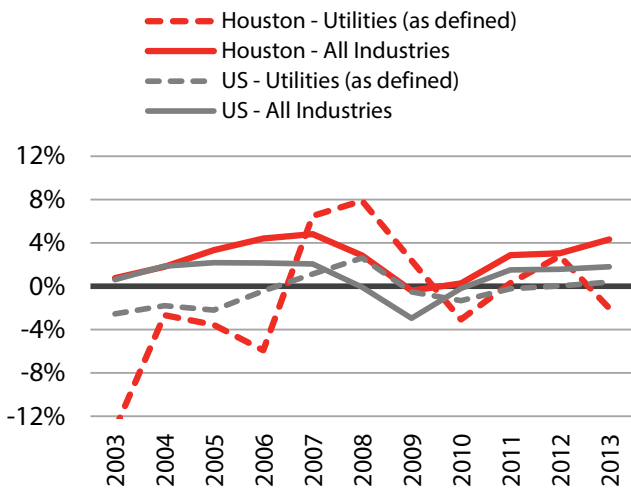 Houston - Utilities (as defined)
Houston - All Industries
US - Utilities (as defined)
US - All Industries
12%
8%
4%
0%
-4%
-8%
-12%
2003 2004 2005 2006 2007 2008 2009 2010 2011 2012 2013